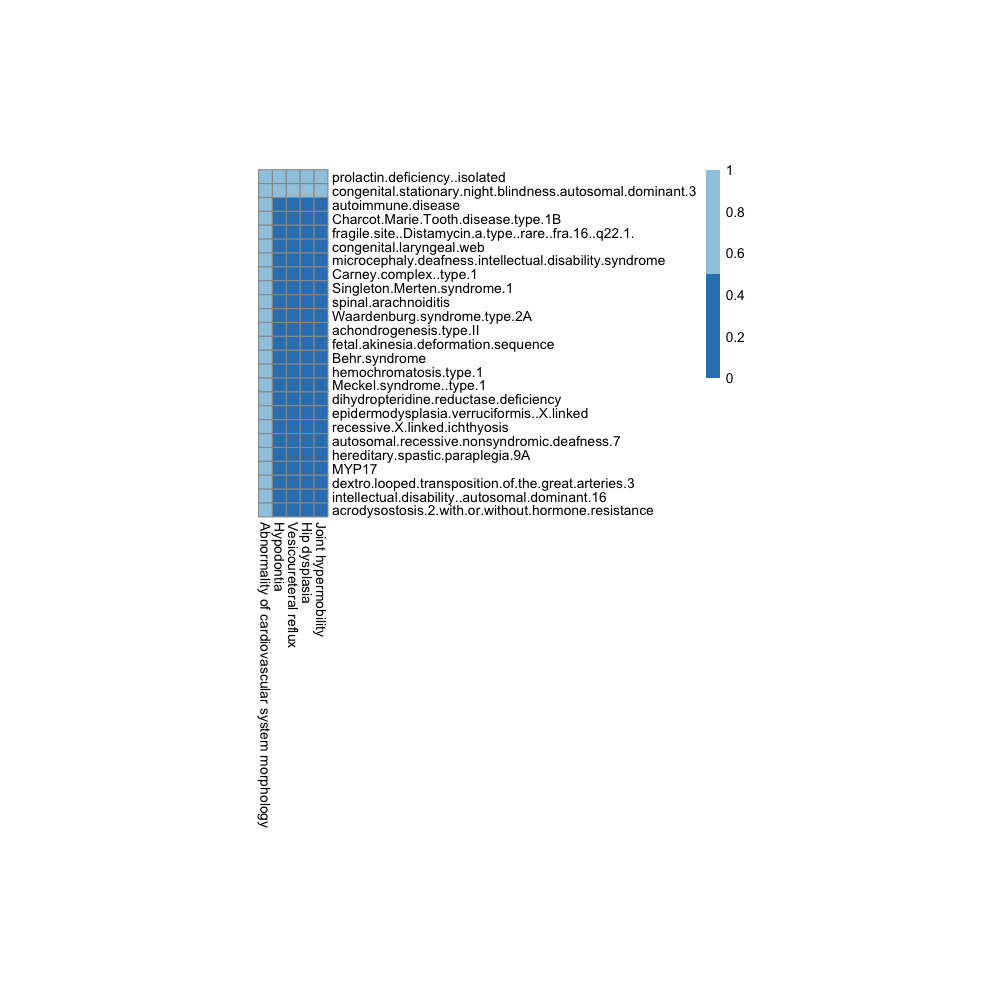 prolactin.deficiency..isolated
congenital.stationary.night.blindness.autosomal.dominant.3
autoimmune.disease
Charcot.Marie.Tooth.disease.type.1B
fragile.site..Distamycin.a.type..rare..fra.16..q22.1.
congenital.laryngeal.web
microcephaly.deafness.intellectual.disability.syndrome
Carney.complex..type.1
Singleton.Merten.syndrome.1
spinal.arachnoiditis
Waardenburg.syndrome.type.2A
achondrogenesis.type.II
fetal.akinesia.deformation.sequence
Behr.syndrome
hemochromatosis.type.1
Meckel.syndrome..type.1
dihydropteridine.reductase.deficiency
epidermodysplasia.verruciformis..X.linked
recessive.X.linked.ichthyosis
autosomal.recessive.nonsyndromic.deafness.7
hereditary.spastic.paraplegia.9A
MYP17
dextro.looped.transposition.of.the.great.arteries.3
intellectual.disability..autosomal.dominant.16
acrodysostosis.2.with.or.without.hormone.resistance
1
0.8
0.6
0.4
0.2
0
Abnormality of cardiovascular system morphology
Hypodontia
Vesicoureteral reflux
Hip dysplasia
Joint hypermobility